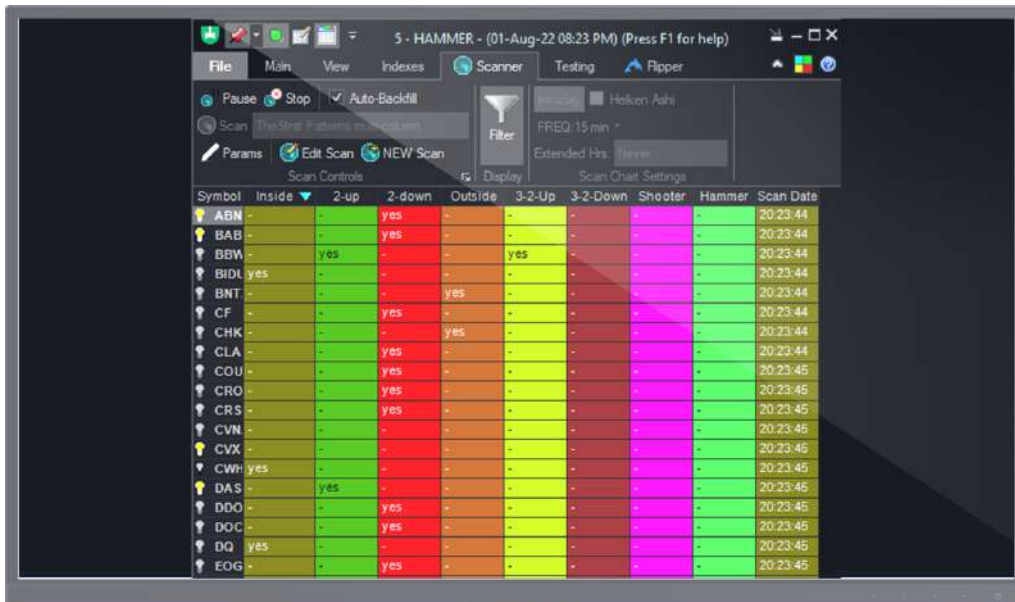 5 - HAMMER - (01-Aug-22 08:23 PM) (Press F1 for help)
File Main View Indexes Scanner Testing Flipper
Pause Stop Auto-Backfill Heiken Ashi
Scan TheStrat Patterns multi-column Filter FREQ: 15 min
Params Edit Scan NEW Scan Extended Hrs: Never
Scan Controls Display Scan Chart Settings
Symbol Inside 2-up 2-down Outside 3-2-Up 3-2-Down Shooter Hammer Scan Date
ABN - - yes - - - - - 20:23:44
BAB - - yes - - - - - 20:23:44
BBW - yes - - yes - - - 20:23:44
BIDU yes - - - - - - - 20:23:44
BNT. - - - yes - - - - 20:23:44
CF - - yes - - - - - 20:23:44
CHK - - - yes - - - - 20:23:44
CLA - - yes - - - - - 20:23:44
COU - - yes - - - - - 20:23:45
CRO - - yes - - - - - 20:23:45
CRS - - yes - - - - - 20:23:45
CVN. - - - - - - - - 20:23:45
CVX - - - - - - - - 20:23:45
CWH yes - - - - - - - 20:23:45
DAS - yes - - - - - - 20:23:45
DDO - - yes - - - - - 20:23:45
DOC - - yes - - - - - 20:23:45
DQ yes - - - - - - - 20:23:45
EOG - - yes - - - - - 20:23:45